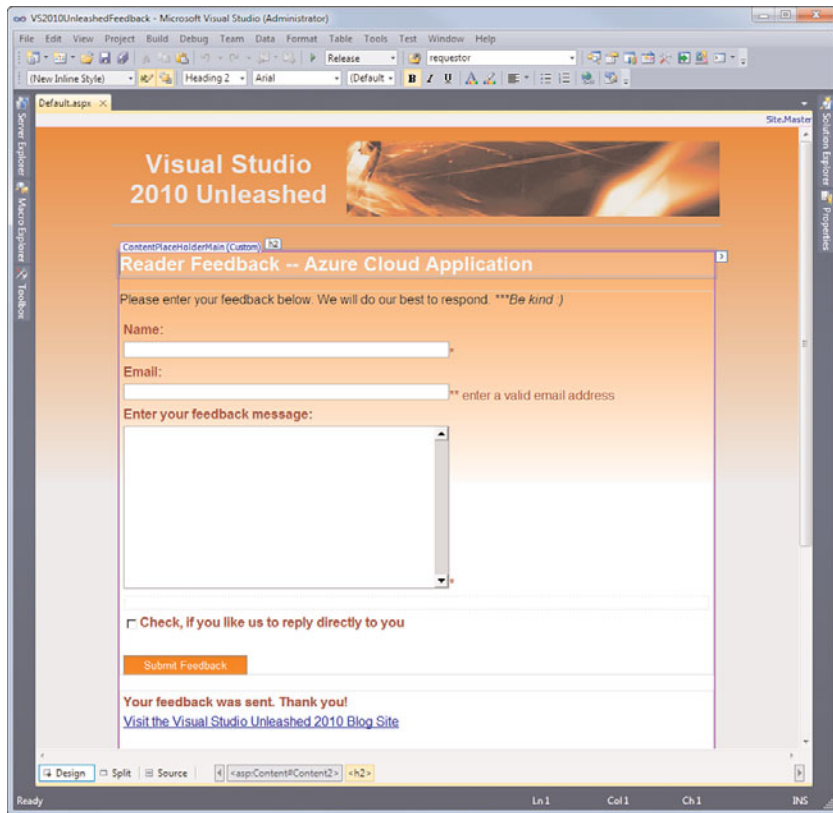 VS2010UnleashedFeedback - Microsoft Visual Studio (Administrator)
File Edit View Project Build Debug Team Data Format Table Tools Test Window Help
Release requestor
(New Inline Style) Heading 2 Arial (Default B I U A
Default.aspx
Site.Master
Server Explorer
Macro Explorer
Toolbox
Solution Explorer
Properties
Visual Studio
2010 Unleashed
ContentPlaceHolderMain (Custom) h2
Reader Feedback -- Azure Cloud Application
Please enter your feedback below. We will do our best to respond. ***Be kind :)
Name:
*
Email:
** enter a valid email address
Enter your feedback message:
*
Check, if you like us to reply directly to you
Submit Feedback
Your feedback was sent. Thank you!
Visit the Visual Studio Unleashed 2010 Blog Site
Design Split Source <asp:Content#Content2> <h2>
Ready Ln 1 Col 1 Ch 1 INS